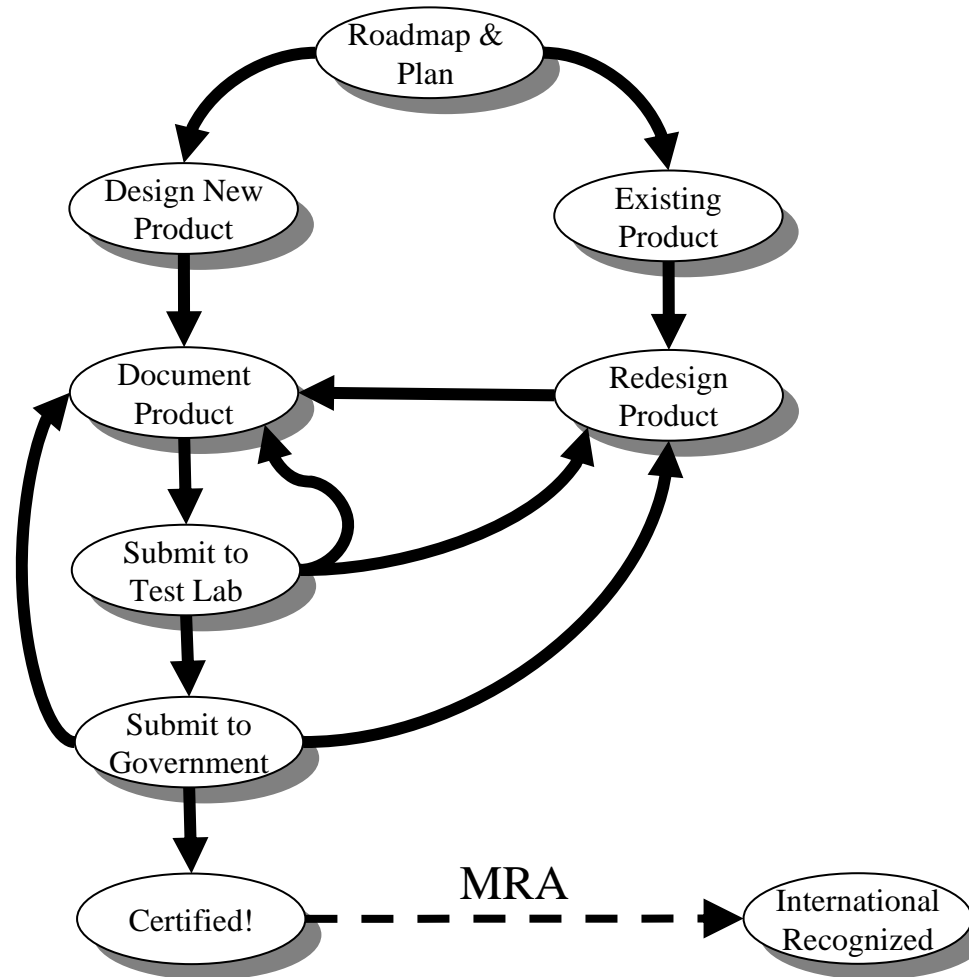 Roadmap &
Plan
Design New
Product
Existing
Product
Document
Product
Redesign
Product
Submit to
Test Lab
Submit to
Government
Certified!
MRA
International
Recognized